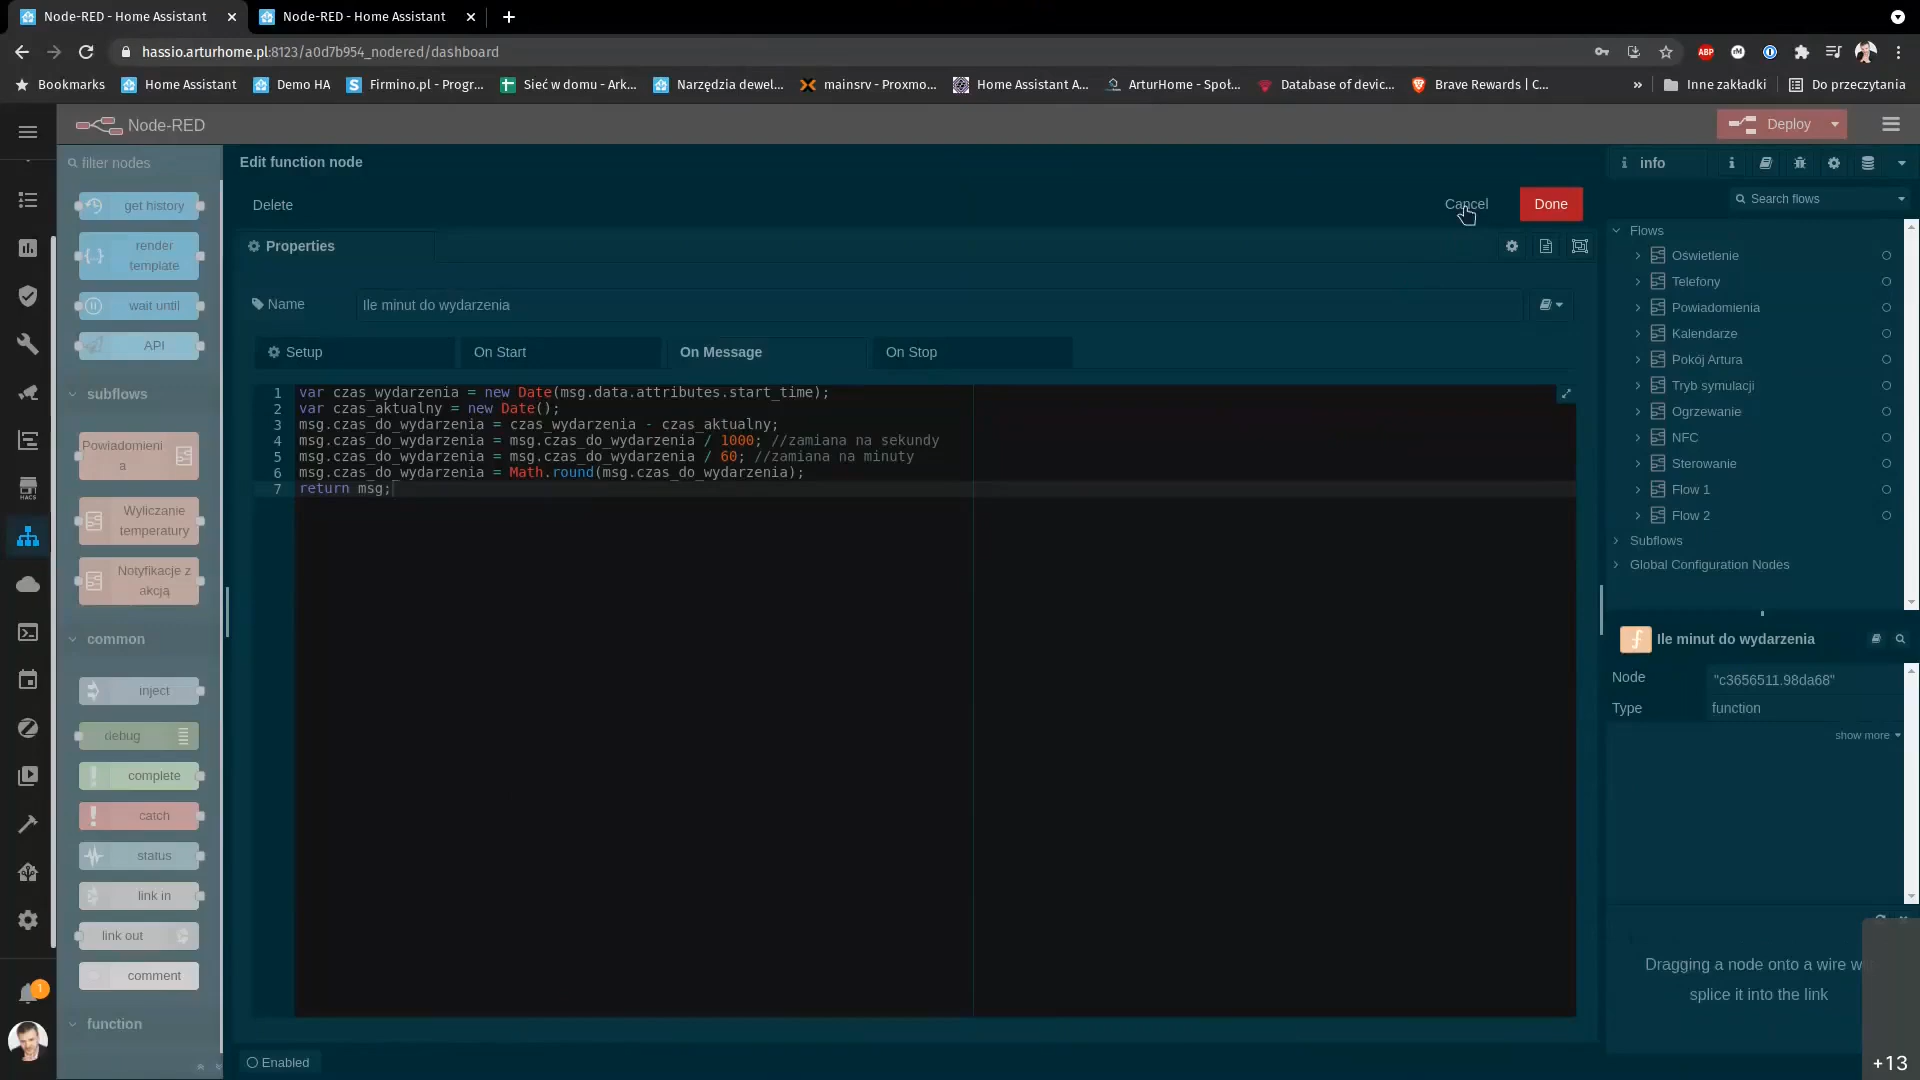 Node-RED - Home Assistant
Node-RED - Home Assistant
hassio.arturhome.pl:8123/a0d7b954_nodered/dashboard
ABP
Bookmarks
Home Assistant
Demo HA
Firmino.pl - Progr...
Sieć w domu - Ark...
Narzędzia dewel...
mainsrv - Proxmo...
Home Assistant A...
ArturHome - Społ...
Database of devic...
Brave Rewards | C...
»
Inne zakładki
Do przeczytania
Node-RED
Deploy
filter nodes
get history
render
template
wait until
API
subflows
Powiadomieni
a
Wyliczanie
temperatury
Notyfikacje z
akcją
common
inject
debug
complete
catch
status
link in
link out
comment
function
HACS
1
Edit function node
Delete
Cancel
Done
Properties
Name
Ile minut do wydarzenia
Setup
On Start
On Message
On Stop
1 var czas_wydarzenia = new Date(msg.data.attributes.start_time);
2 var czas_aktualny = new Date();
3 msg.czas_do_wydarzenia = czas_wydarzenia - czas_aktualny;
4 msg.czas_do_wydarzenia = msg.czas_do_wydarzenia / 1000; //zamiana na sekundy
5 msg.czas_do_wydarzenia = msg.czas_do_wydarzenia / 60; //zamiana na minuty
6 msg.czas_do_wydarzenia = Math.round(msg.czas_do_wydarzenia);
7 return msg;
Enabled
info
Search flows
Flows
Oświetlenie
Telefony
Powiadomienia
Kalendarze
Pokój Artura
Tryb symulacji
Ogrzewanie
NFC
Sterowanie
Flow 1
Flow 2
Subflows
Global Configuration Nodes
Ile minut do wydarzenia
Node
"c3656511.98da68"
Type
function
show more
Dragging a node onto a wire w
splice it into the link
+13